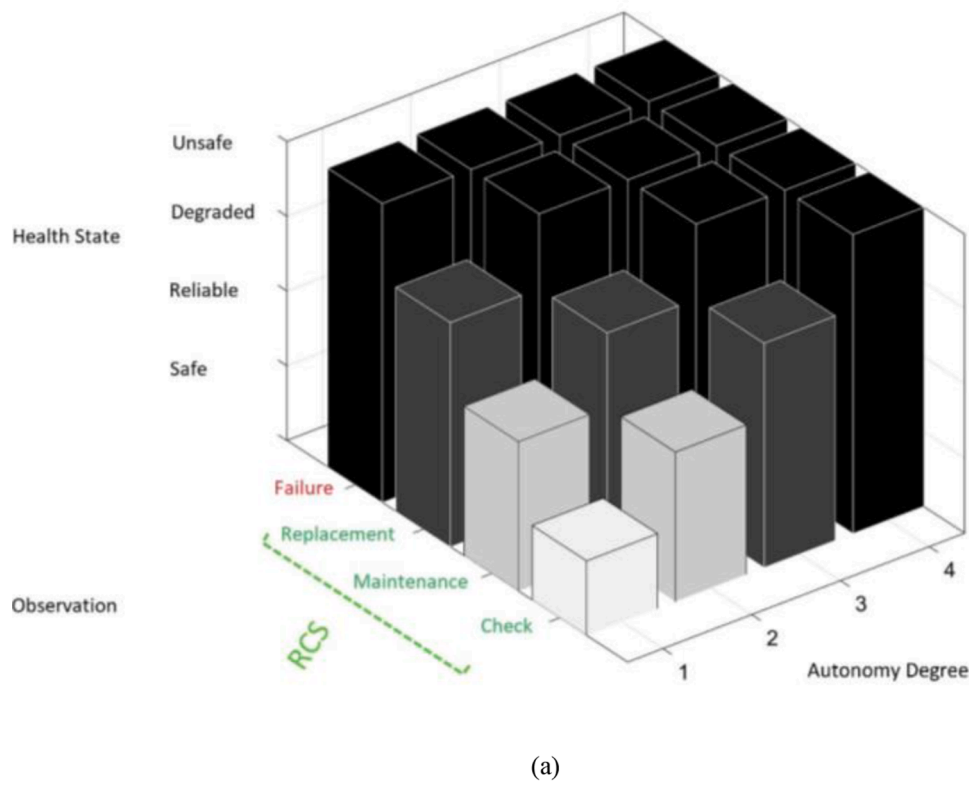 Unsafe
Degraded
Health State
Reliable
Safe
Failure
Replacement
Maintenance
Observation
Check
RCS
1
2
3
4
Autonomy Degree
(a)